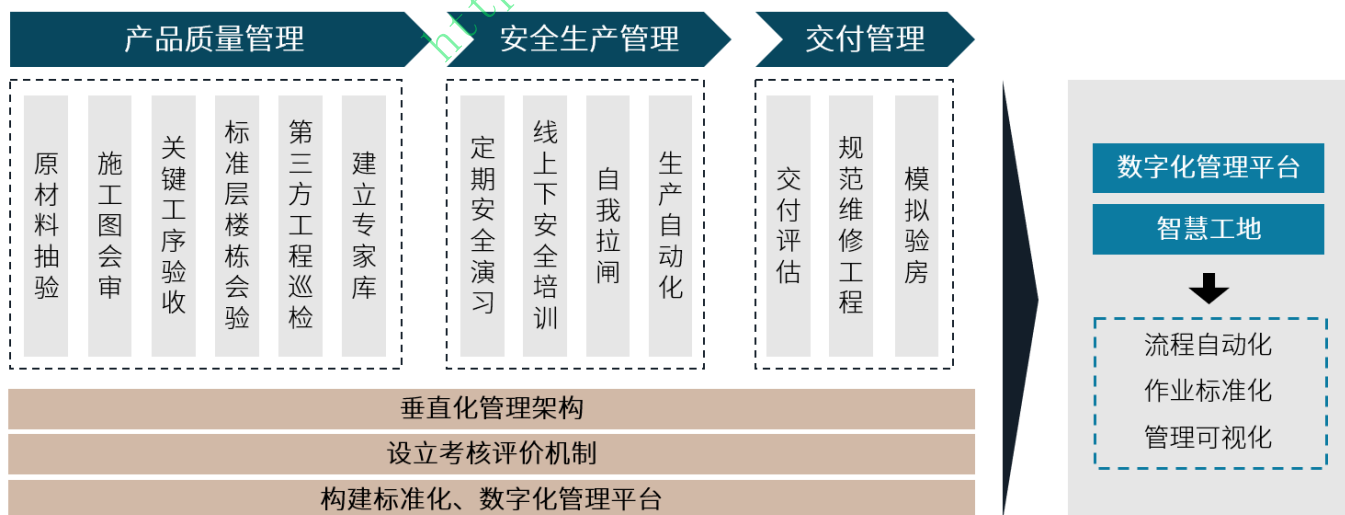 产品质量管理
安全生产管理
交付管理
原材料抽验
施工图会审
关键工序验收
标准层楼栋会验
第三方工程巡检
建立专家库
定期安全演习
线上下安全培训
自我拉闸
生产自动化
交付评估
规范维修工程
模拟验房
垂直化管理架构
设立考核评价机制
构建标准化、数字化管理平台
数字化管理平台
智慧工地
流程自动化
作业标准化
管理可视化
htt